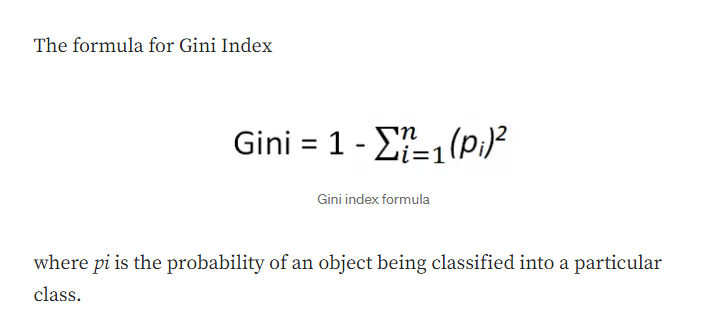 The formula for Gini Index
Gini = 1 - ∑ⁿᵢ₌₁(pᵢ)²
Gini index formula
where pi is the probability of an object being classified into a particular
class.